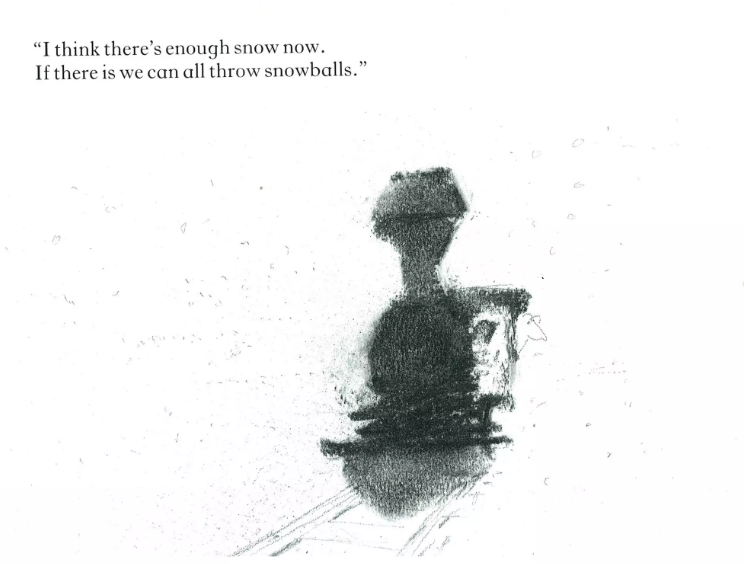 “I think there’s enough snow now.
If there is we can all throw snowballs.”